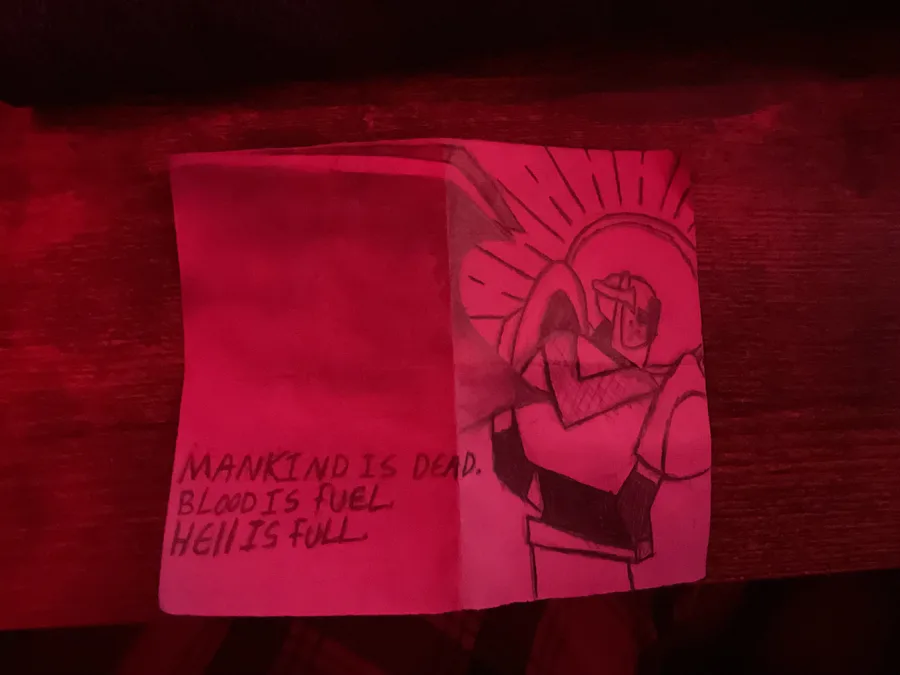 MANKIND IS DEAD.
BLOOD IS FUEL
HELL IS FULL